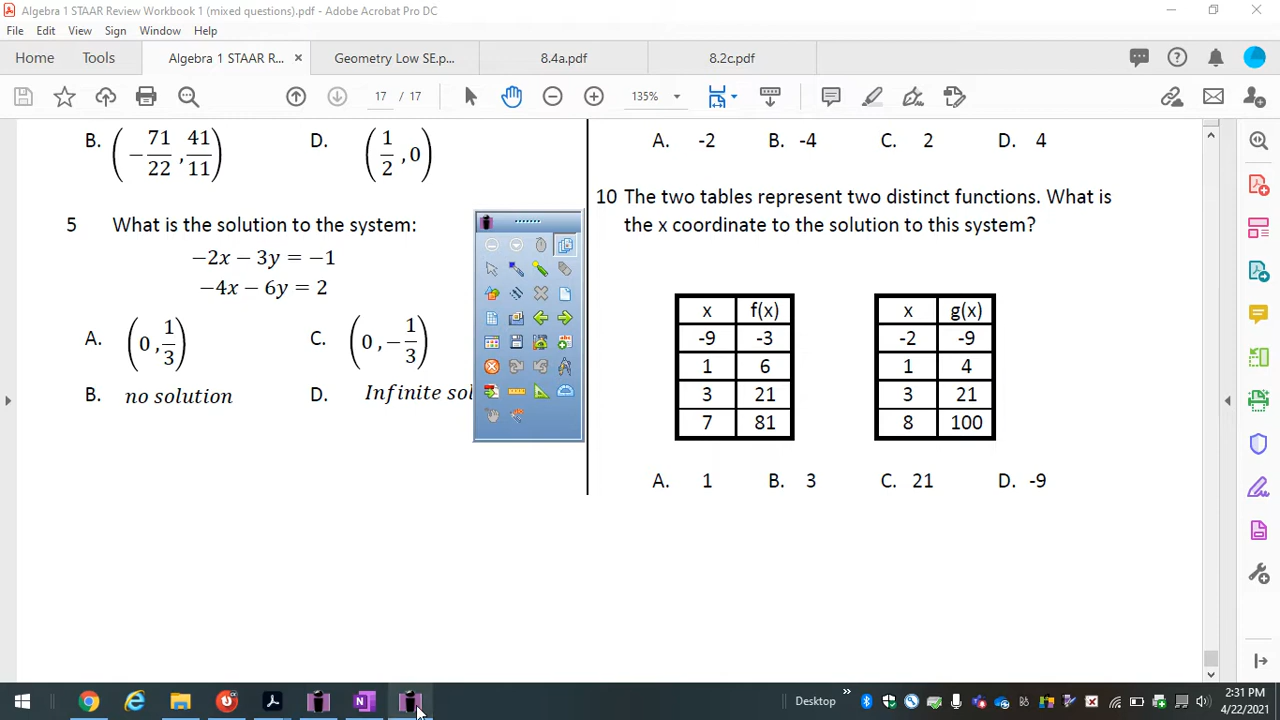 Algebra 1 STAAR Review Workbook 1 (mixed questions).pdf - Adobe Acrobat Pro DC
File Edit View Sign Window Help
Home Tools Algebra 1 STAAR R... × Geometry Low SE.p... 8.4a.pdf 8.2c.pdf
17 / 17 135%
B. (−71/22 , 41/11) D. (1/2 , 0)
5 What is the solution to the system:
−2x − 3y = −1
−4x − 6y = 2
A. (0 , 1/3) C. (0 , −1/3)
B. no solution D. Infinite sol
A. -2 B. -4 C. 2 D. 4
10 The two tables represent two distinct functions. What is
the x coordinate to the solution to this system?
x f(x) x g(x)
-9 -3 -2 -9
1 6 1 4
3 21 3 21
7 81 8 100
A. 1 B. 3 C. 21 D. -9
Desktop
2:31 PM
4/22/2021